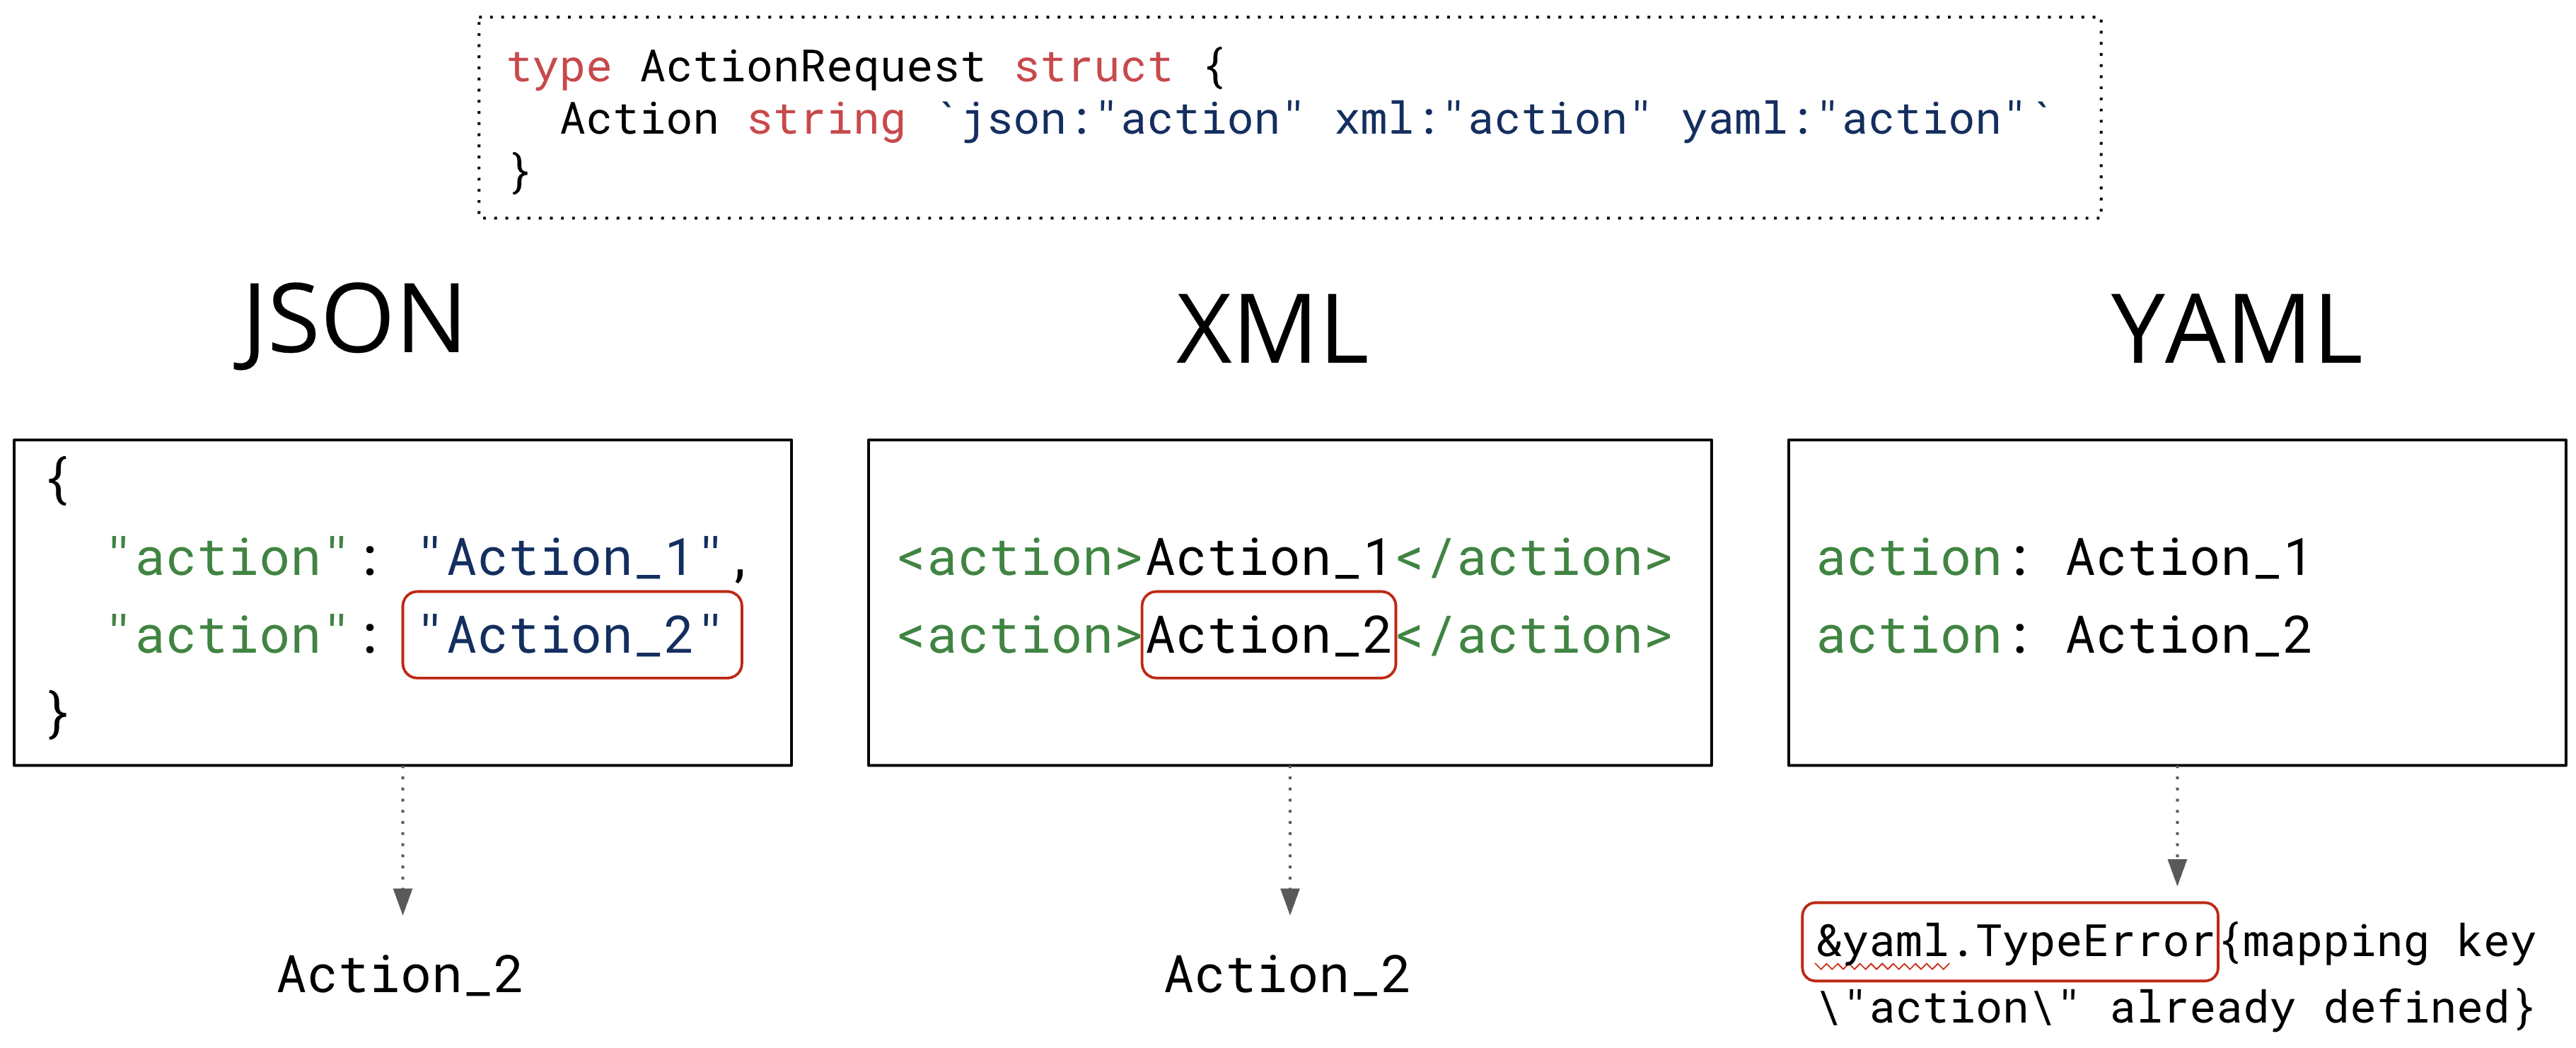 type ActionRequest struct {
  Action string `json:"action" xml:"action" yaml:"action"`
}
JSON
{
  "action": "Action_1",
  "action": "Action_2"
}
Action_2
XML
<action>Action_1</action>
<action>Action_2</action>
Action_2
YAML
action: Action_1
action: Action_2
&yaml.TypeError{mapping key
\"action\" already defined}